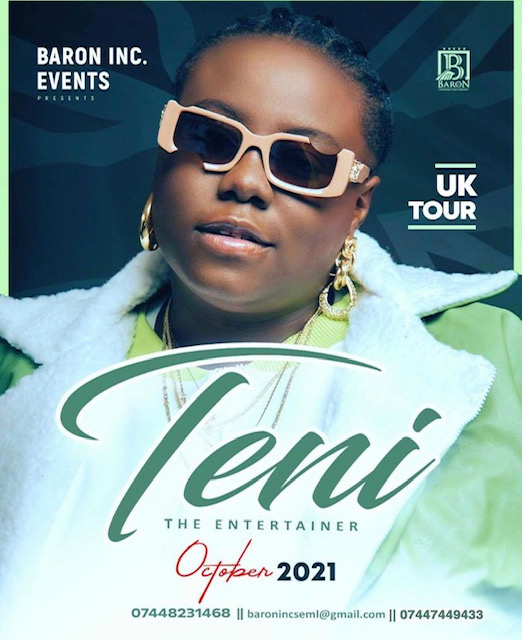 BARON INC.
EVENTS
PRESENTS
B
BARON
UK
TOUR
Teni
THE ENTERTAINER
October 2021
07448231468 || baronincseml@gmail.com || 07447449433